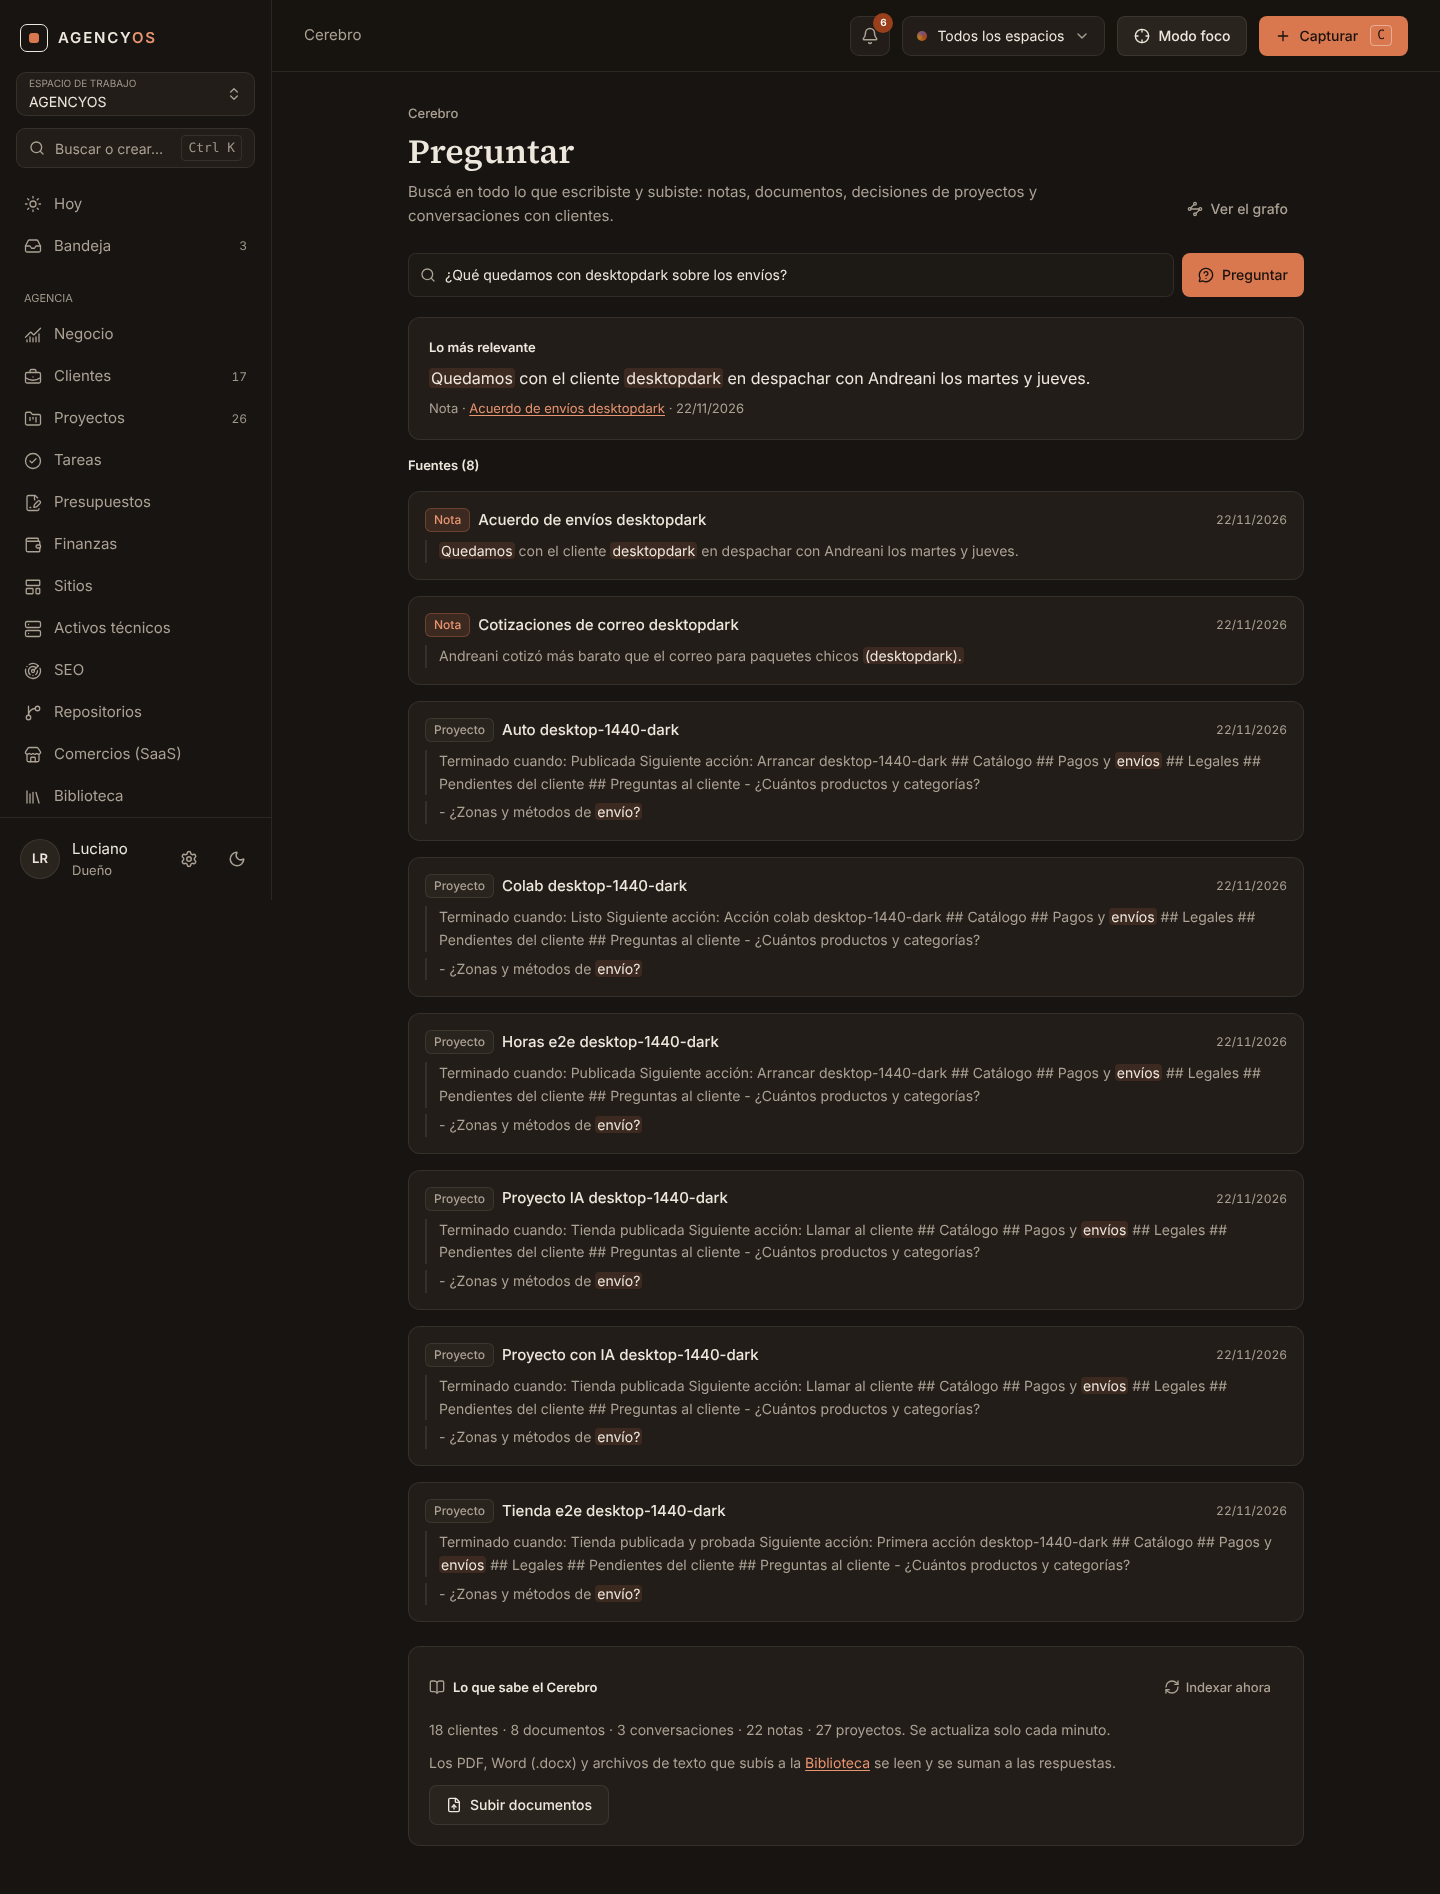 AGENCYOS
ESPACIO DE TRABAJO
AGENCYOS
Buscar o crear... Ctrl K
Hoy
Bandeja 3
AGENCIA
Negocio
Clientes 17
Proyectos 26
Tareas
Presupuestos
Finanzas
Sitios
Activos técnicos
SEO
Repositorios
Comercios (SaaS)
Biblioteca
LR Luciano
Dueño
Cerebro
6
Todos los espacios
Modo foco
Capturar C
Cerebro
Preguntar
Buscá en todo lo que escribiste y subiste: notas, documentos, decisiones de proyectos y
conversaciones con clientes.
Ver el grafo
¿Qué quedamos con desktopdark sobre los envíos?
Preguntar
Lo más relevante
Quedamos con el cliente desktopdark en despachar con Andreani los martes y jueves.
Nota · Acuerdo de envíos desktopdark · 22/11/2026
Fuentes (8)
Nota Acuerdo de envíos desktopdark 22/11/2026
Quedamos con el cliente desktopdark en despachar con Andreani los martes y jueves.
Nota Cotizaciones de correo desktopdark 22/11/2026
Andreani cotizó más barato que el correo para paquetes chicos (desktopdark).
Proyecto Auto desktop-1440-dark 22/11/2026
Terminado cuando: Publicada Siguiente acción: Arrancar desktop-1440-dark ## Catálogo ## Pagos y envíos ## Legales ##
Pendientes del cliente ## Preguntas al cliente - ¿Cuántos productos y categorías?
- ¿Zonas y métodos de envío?
Proyecto Colab desktop-1440-dark 22/11/2026
Terminado cuando: Listo Siguiente acción: Acción colab desktop-1440-dark ## Catálogo ## Pagos y envíos ## Legales ##
Pendientes del cliente ## Preguntas al cliente - ¿Cuántos productos y categorías?
- ¿Zonas y métodos de envío?
Proyecto Horas e2e desktop-1440-dark 22/11/2026
Terminado cuando: Publicada Siguiente acción: Arrancar desktop-1440-dark ## Catálogo ## Pagos y envíos ## Legales ##
Pendientes del cliente ## Preguntas al cliente - ¿Cuántos productos y categorías?
- ¿Zonas y métodos de envío?
Proyecto Proyecto IA desktop-1440-dark 22/11/2026
Terminado cuando: Tienda publicada Siguiente acción: Llamar al cliente ## Catálogo ## Pagos y envíos ## Legales ##
Pendientes del cliente ## Preguntas al cliente - ¿Cuántos productos y categorías?
- ¿Zonas y métodos de envío?
Proyecto Proyecto con IA desktop-1440-dark 22/11/2026
Terminado cuando: Tienda publicada Siguiente acción: Llamar al cliente ## Catálogo ## Pagos y envíos ## Legales ##
Pendientes del cliente ## Preguntas al cliente - ¿Cuántos productos y categorías?
- ¿Zonas y métodos de envío?
Proyecto Tienda e2e desktop-1440-dark 22/11/2026
Terminado cuando: Tienda publicada y probada Siguiente acción: Primera acción desktop-1440-dark ## Catálogo ## Pagos y
envíos ## Legales ## Pendientes del cliente ## Preguntas al cliente - ¿Cuántos productos y categorías?
- ¿Zonas y métodos de envío?
Lo que sabe el Cerebro
Indexar ahora
18 clientes · 8 documentos · 3 conversaciones · 22 notas · 27 proyectos. Se actualiza solo cada minuto.
Los PDF, Word (.docx) y archivos de texto que subís a la Biblioteca se leen y se suman a las respuestas.
Subir documentos